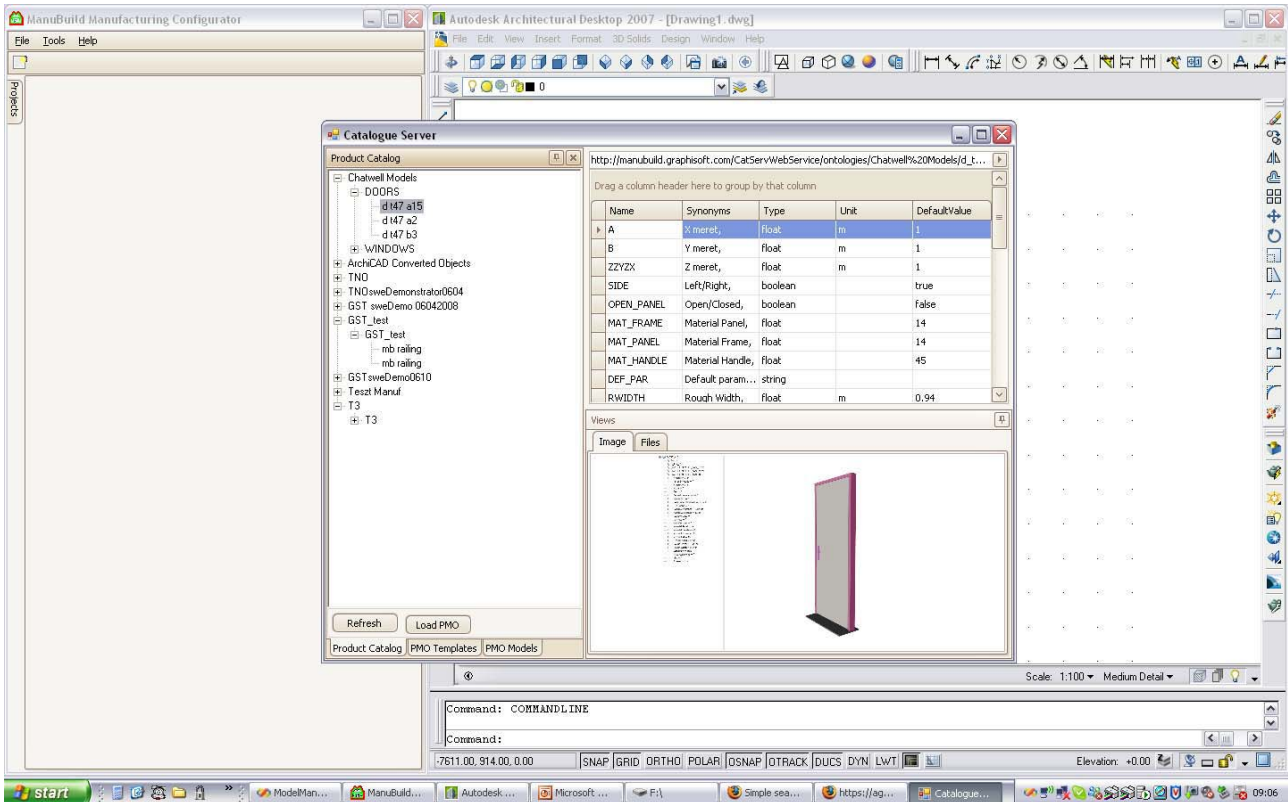 ManuBuild Manufacturing Configurator
File Tools Help
Projects
Autodesk Architectural Desktop 2007 - [Drawing1.dwg]
File Edit View Insert Format 3D Solids Design Window Help
0
Catalogue Server
Product Catalog
Chatwell Models
DOORS
d t47 a15
d t47 a2
d t47 b3
WINDOWS
ArchiCAD Converted Objects
TNO
TNOsweDemonstrator0604
GST sweDemo 06042008
GST_test
GST_test
mb railing
mb railing
GSTsweDemo0610
Teszt Manuf
T3
T3
Refresh Load PMO
Product Catalog PMO Templates PMO Models
http://manubuild.graphisoft.com/CatServWebService/ontologies/Chatwell%20Models/d_t...
Drag a column header here to group by that column
Name Synonyms Type Unit DefaultValue
A X meret, float m 1
B Y meret, float m 1
ZZYZX Z meret, float m 1
SIDE Left/Right, boolean true
OPEN_PANEL Open/Closed, boolean false
MAT_FRAME Material Panel, float 14
MAT_PANEL Material Frame, float 14
MAT_HANDLE Material Handle, float 45
DEF_PAR Default param... string
RWIDTH Rough Width, float m 0.94
Views
Image Files
Scale: 1:100 Medium Detail
Command: COMMANDLINE
Command:
-7611.00, 914.00, 0.00 SNAP GRID ORTHO POLAR OSNAP OTRACK DUCS DYN LWT Elevation: +0.00
start ModelMan... ManuBuild... Autodesk ... Microsoft ... F:\ Simple sea... https://ag... Catalogue... 09:06